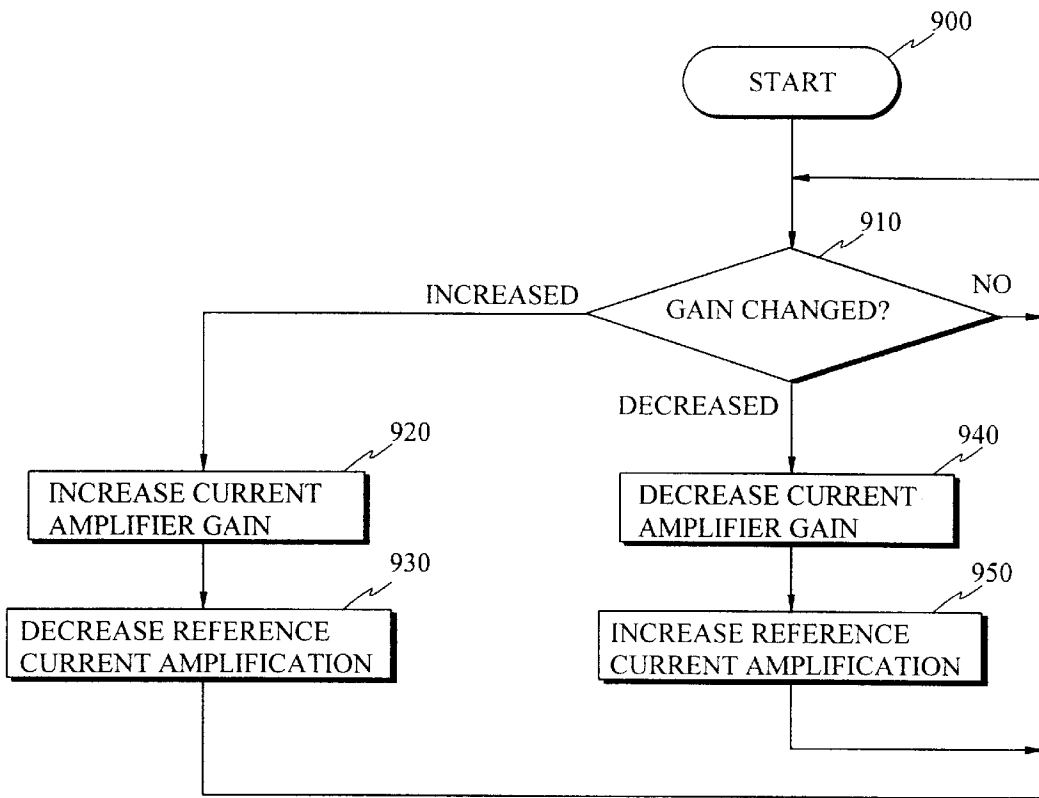 900
START
910
INCREASED
GAIN CHANGED?
NO
DECREASED
920
INCREASE CURRENT
AMPLIFIER GAIN
940
DECREASE CURRENT
AMPLIFIER GAIN
930
DECREASE REFERENCE
CURRENT AMPLIFICATION
950
INCREASE REFERENCE
CURRENT AMPLIFICATION